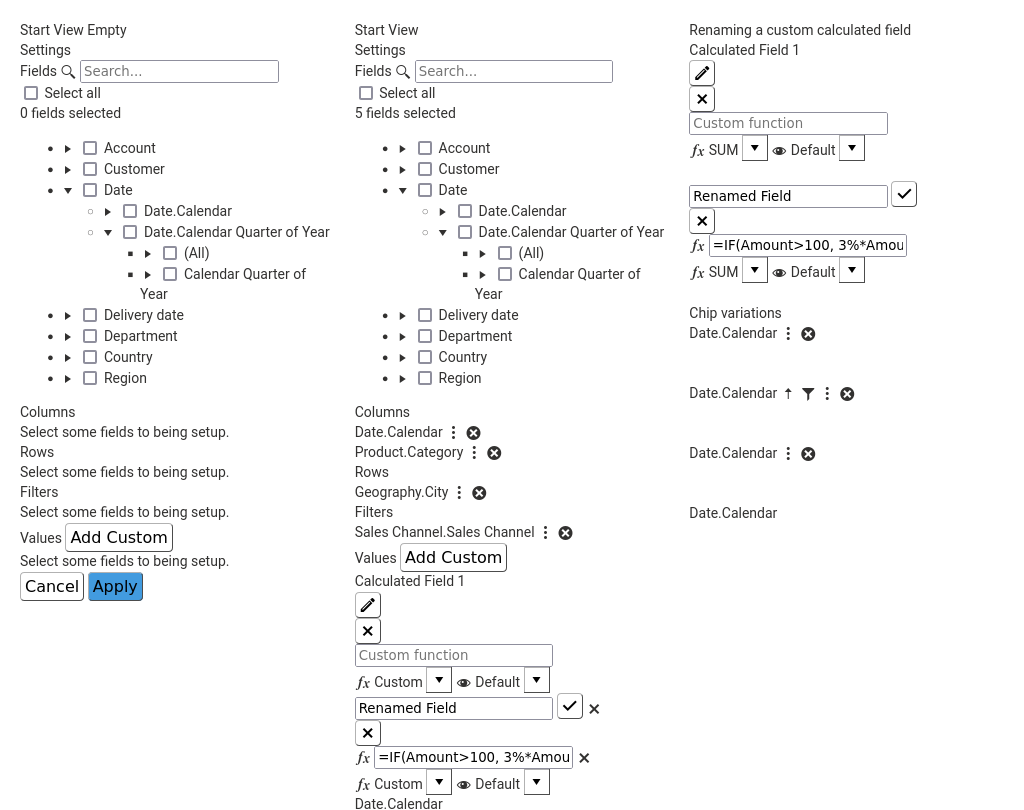 Start View Empty
Settings
Fields Search...
Select all
0 fields selected
Account
Customer
Date
Date.Calendar
Date.Calendar Quarter of Year
(All)
Calendar Quarter of
Year
Delivery date
Department
Country
Region
Columns
Select some fields to being setup.
Rows
Select some fields to being setup.
Filters
Select some fields to being setup.
Values Add Custom
Select some fields to being setup.
Cancel Apply
Start View
Settings
Fields Search...
Select all
5 fields selected
Account
Customer
Date
Date.Calendar
Date.Calendar Quarter of Year
(All)
Calendar Quarter of
Year
Delivery date
Department
Country
Region
Columns
Date.Calendar
Product.Category
Rows
Geography.City
Filters
Sales Channel.Sales Channel
Values Add Custom
Calculated Field 1
Custom function
fx Custom Default
Renamed Field
fx =IF(Amount>100, 3%*Amou
fx Custom Default
Date.Calendar
Renaming a custom calculated field
Calculated Field 1
Custom function
fx SUM Default
Renamed Field
fx =IF(Amount>100, 3%*Amou
fx SUM Default
Chip variations
Date.Calendar
Date.Calendar
Date.Calendar
Date.Calendar